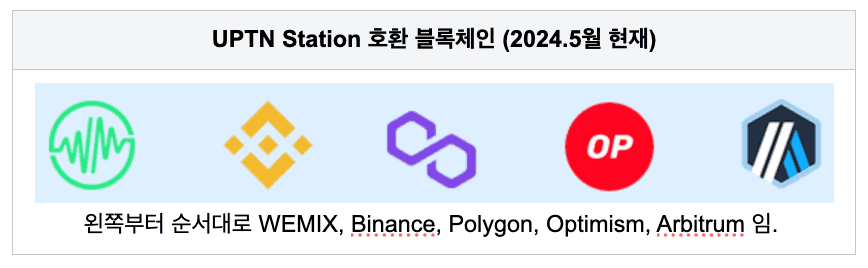 UPTN Station 호환 블록체인 (2024.5월 현재)
OP
왼쪽부터 순서대로 WEMIX, Binance, Polygon, Optimism, Arbitrum 임.